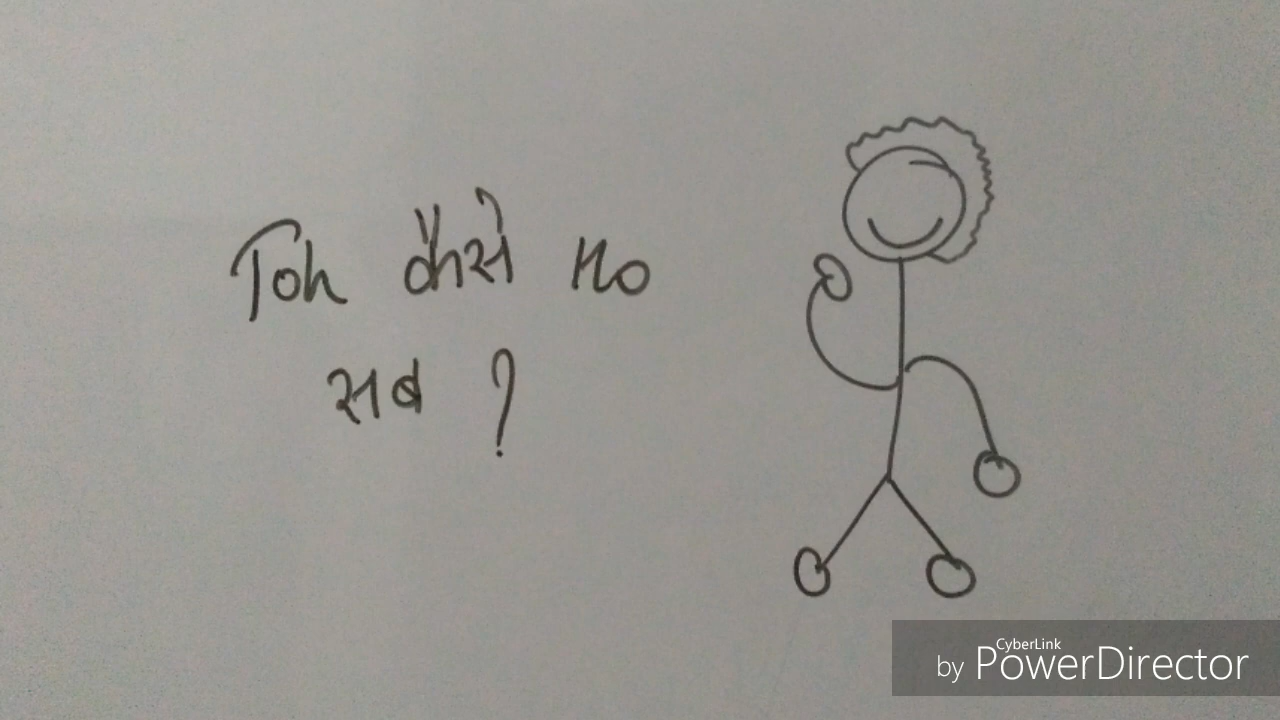 Toh कैसे Ho
सब ?
CyberLink
by PowerDirector